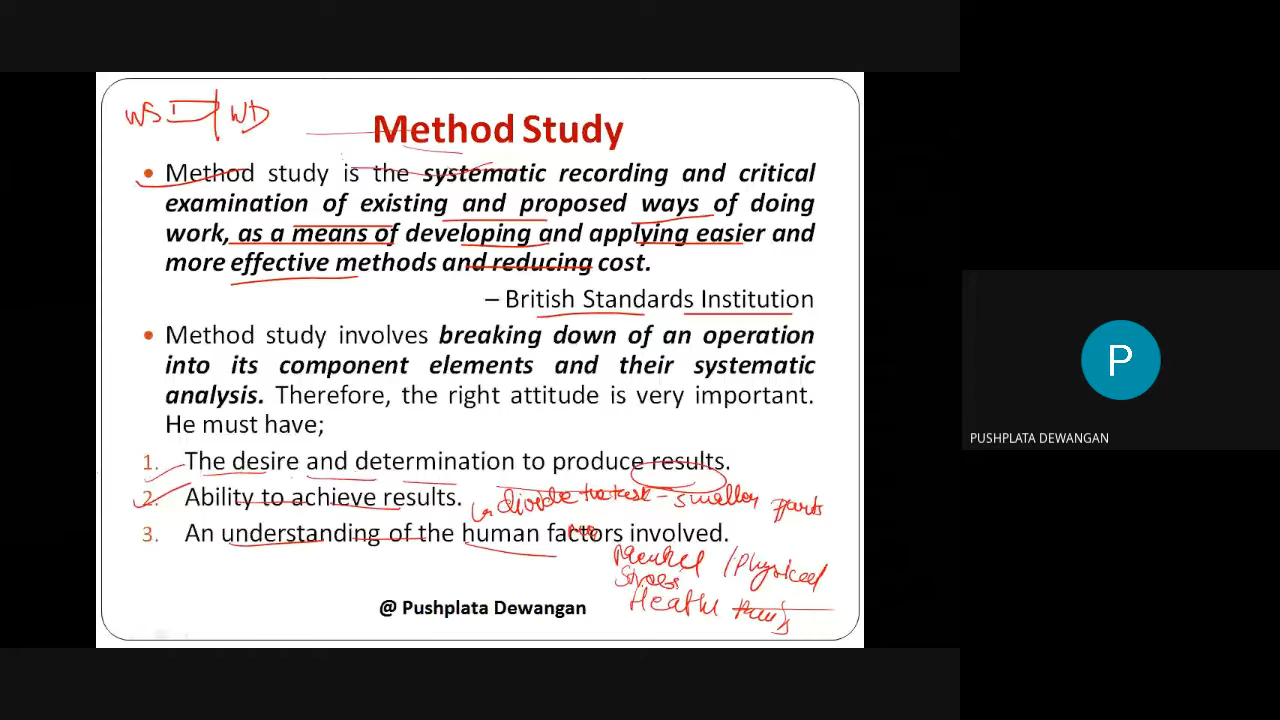 WS WD
Method Study
• Method study is the systematic recording and critical
examination of existing and proposed ways of doing
work, as a means of developing and applying easier and
more effective methods and reducing cost.
– British Standards Institution
• Method study involves breaking down of an operation
into its component elements and their systematic
analysis. Therefore, the right attitude is very important.
He must have;
1. The desire and determination to produce results.
2. Ability to achieve results.
divide the task - smaller parts
3. An understanding of the human factors involved.
/ Physical
Stress
Health
@ Pushplata Dewangan
P
PUSHPLATA DEWANGAN